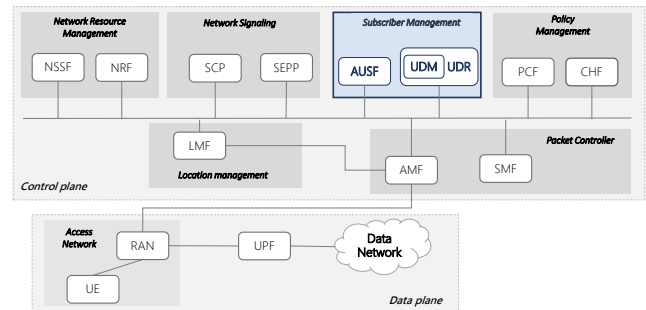 Network Resource
Management
Network Signaling
Subscriber Management
Policy
Management
NSSF
NRF
SCP
SEPP
AUSF
UDM
UDR
PCF
CHF
LMF
Location management
Packet Controller
AMF
SMF
Control plane
Access
Network
RAN
UPF
Data
Network
UE
Data plane